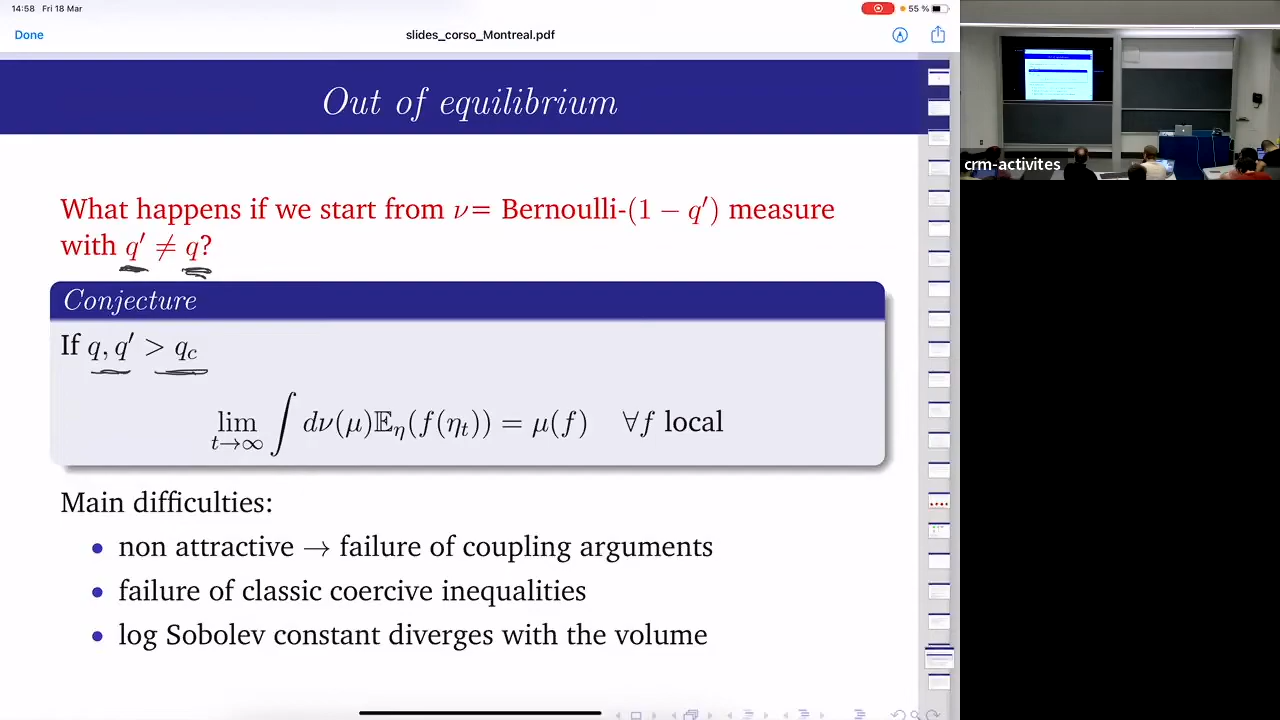 14:58 Fri 18 Mar
55 %
Done
slides_corso_Montreal.pdf
Out of equilibrium
What happens if we start from ν= Bernoulli-(1 − q′) measure
with q′ ≠ q?
Conjecture
If q, q′ > q_c
lim_{t→∞} ∫ dν(μ)𝔼_η(f(η_t)) = μ(f) ∀f local
Main difficulties:
• non attractive → failure of coupling arguments
• failure of classic coercive inequalities
• log Sobolev constant diverges with the volume
crm-activites